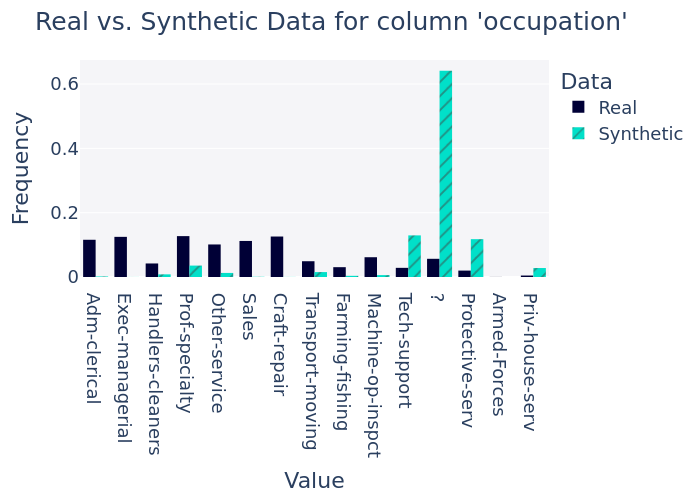 Real vs. Synthetic Data for column 'occupation'
Frequency
0.6
0.4
0.2
0
Data
Real
Synthetic
Adm-clerical
Exec-managerial
Handlers-cleaners
Prof-specialty
Other-service
Sales
Craft-repair
Transport-moving
Farming-fishing
Machine-op-inspct
Tech-support
?
Protective-serv
Armed-Forces
Priv-house-serv
Value